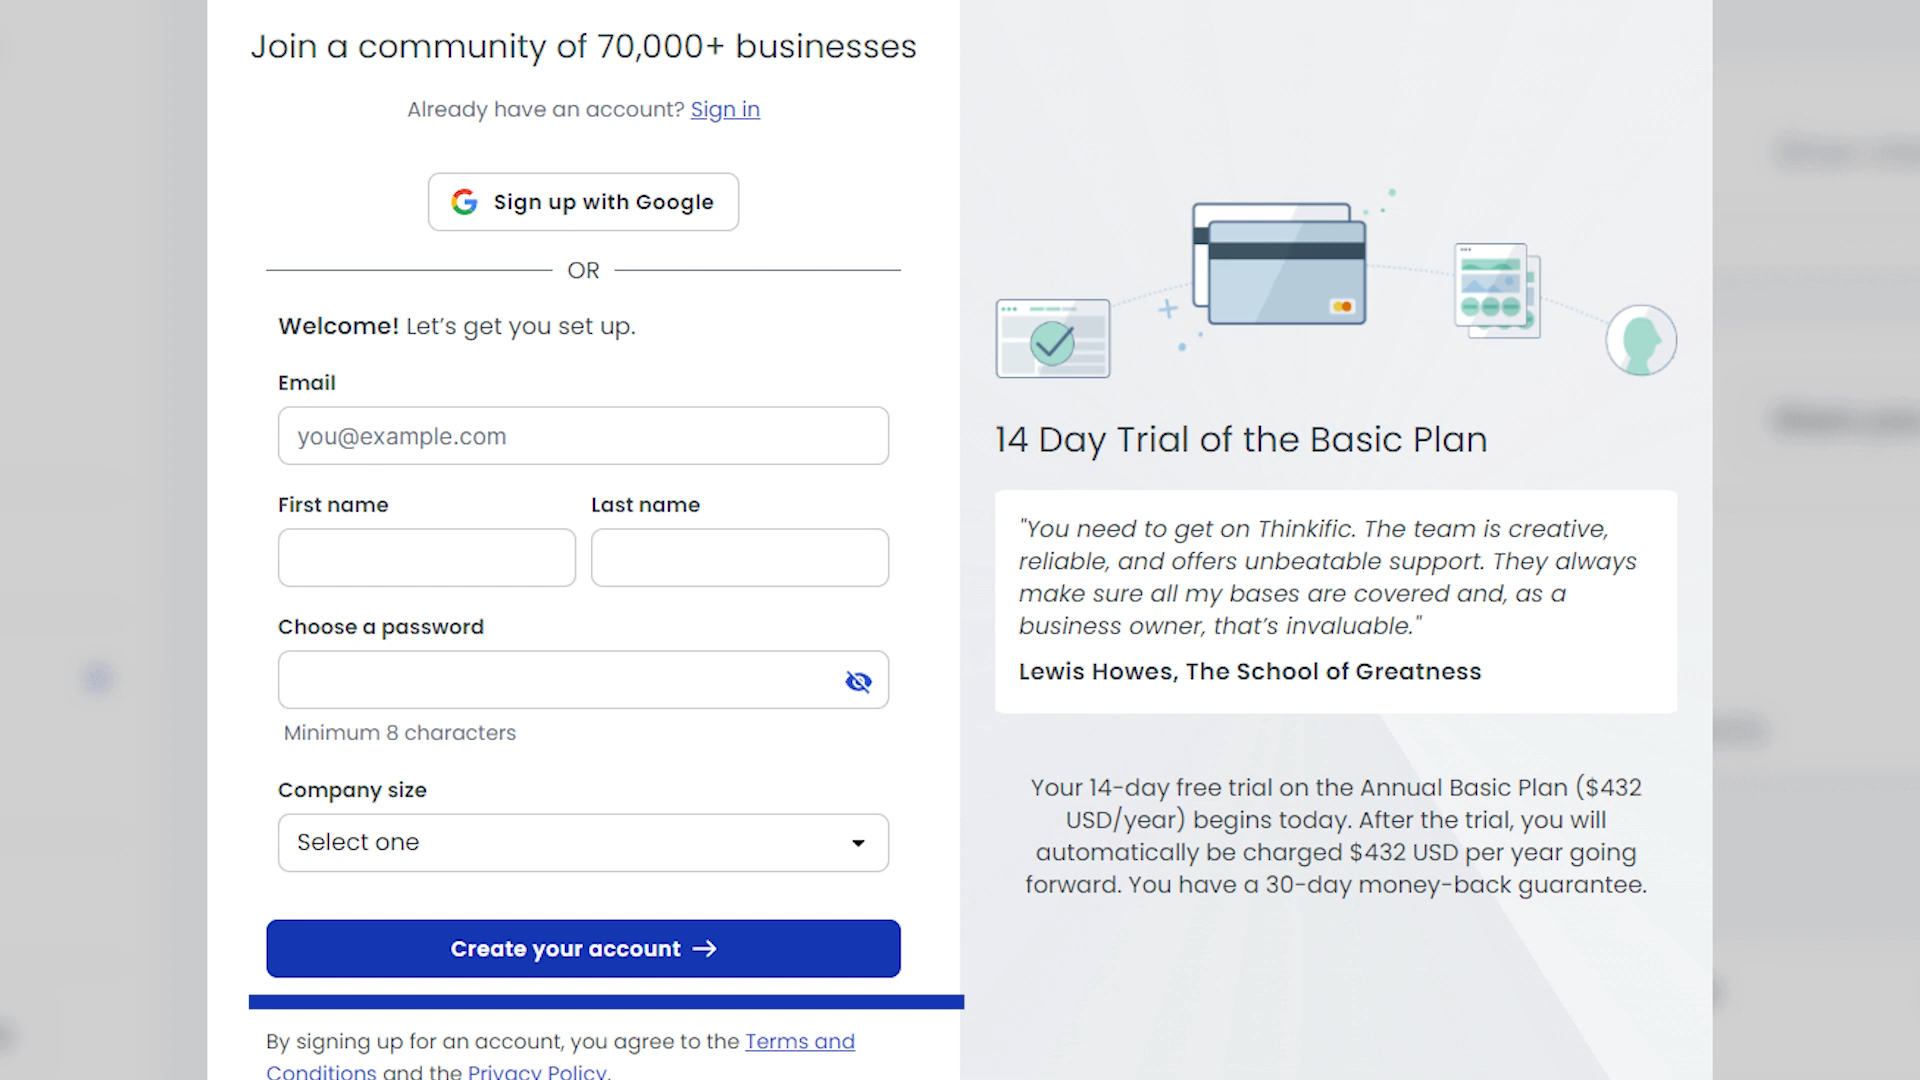 Join a community of 70,000+ businesses
Already have an account? Sign in
Sign up with Google
OR
Welcome! Let’s get you set up.
Email
you@example.com
First name
Last name
Choose a password
Minimum 8 characters
Company size
Select one
Create your account →
By signing up for an account, you agree to the Terms and
Conditions and the Privacy Policy.
14 Day Trial of the Basic Plan
"You need to get on Thinkific. The team is creative,
reliable, and offers unbeatable support. They always
make sure all my bases are covered and, as a
business owner, that’s invaluable."
Lewis Howes, The School of Greatness
Your 14-day free trial on the Annual Basic Plan ($432
USD/year) begins today. After the trial, you will
automatically be charged $432 USD per year going
forward. You have a 30-day money-back guarantee.